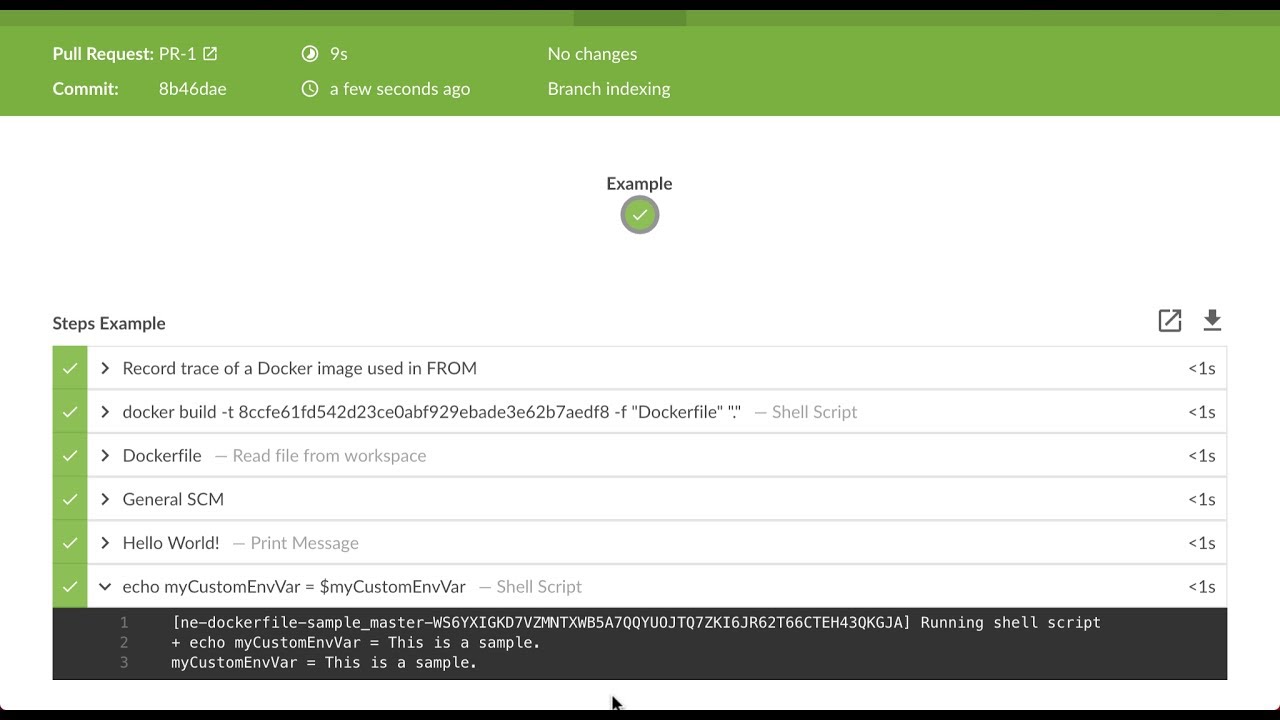 Pull Request: PR-1 9s No changes
Commit: 8b46dae a few seconds ago Branch indexing
Example
Steps Example
Record trace of a Docker image used in FROM <1s
docker build -t 8ccfe61fd542d23ce0abf929ebade3e62b7aedf8 -f "Dockerfile" "." — Shell Script <1s
Dockerfile — Read file from workspace <1s
General SCM <1s
Hello World! — Print Message <1s
echo myCustomEnvVar = $myCustomEnvVar — Shell Script <1s
1 [ne-dockerfile-sample_master-WS6YXIGKD7VZMNTXWB5A7QQYUOJTQ7ZKI6JR62T66CTEH43QKGJA] Running shell script
2 + echo myCustomEnvVar = This is a sample.
3 myCustomEnvVar = This is a sample.